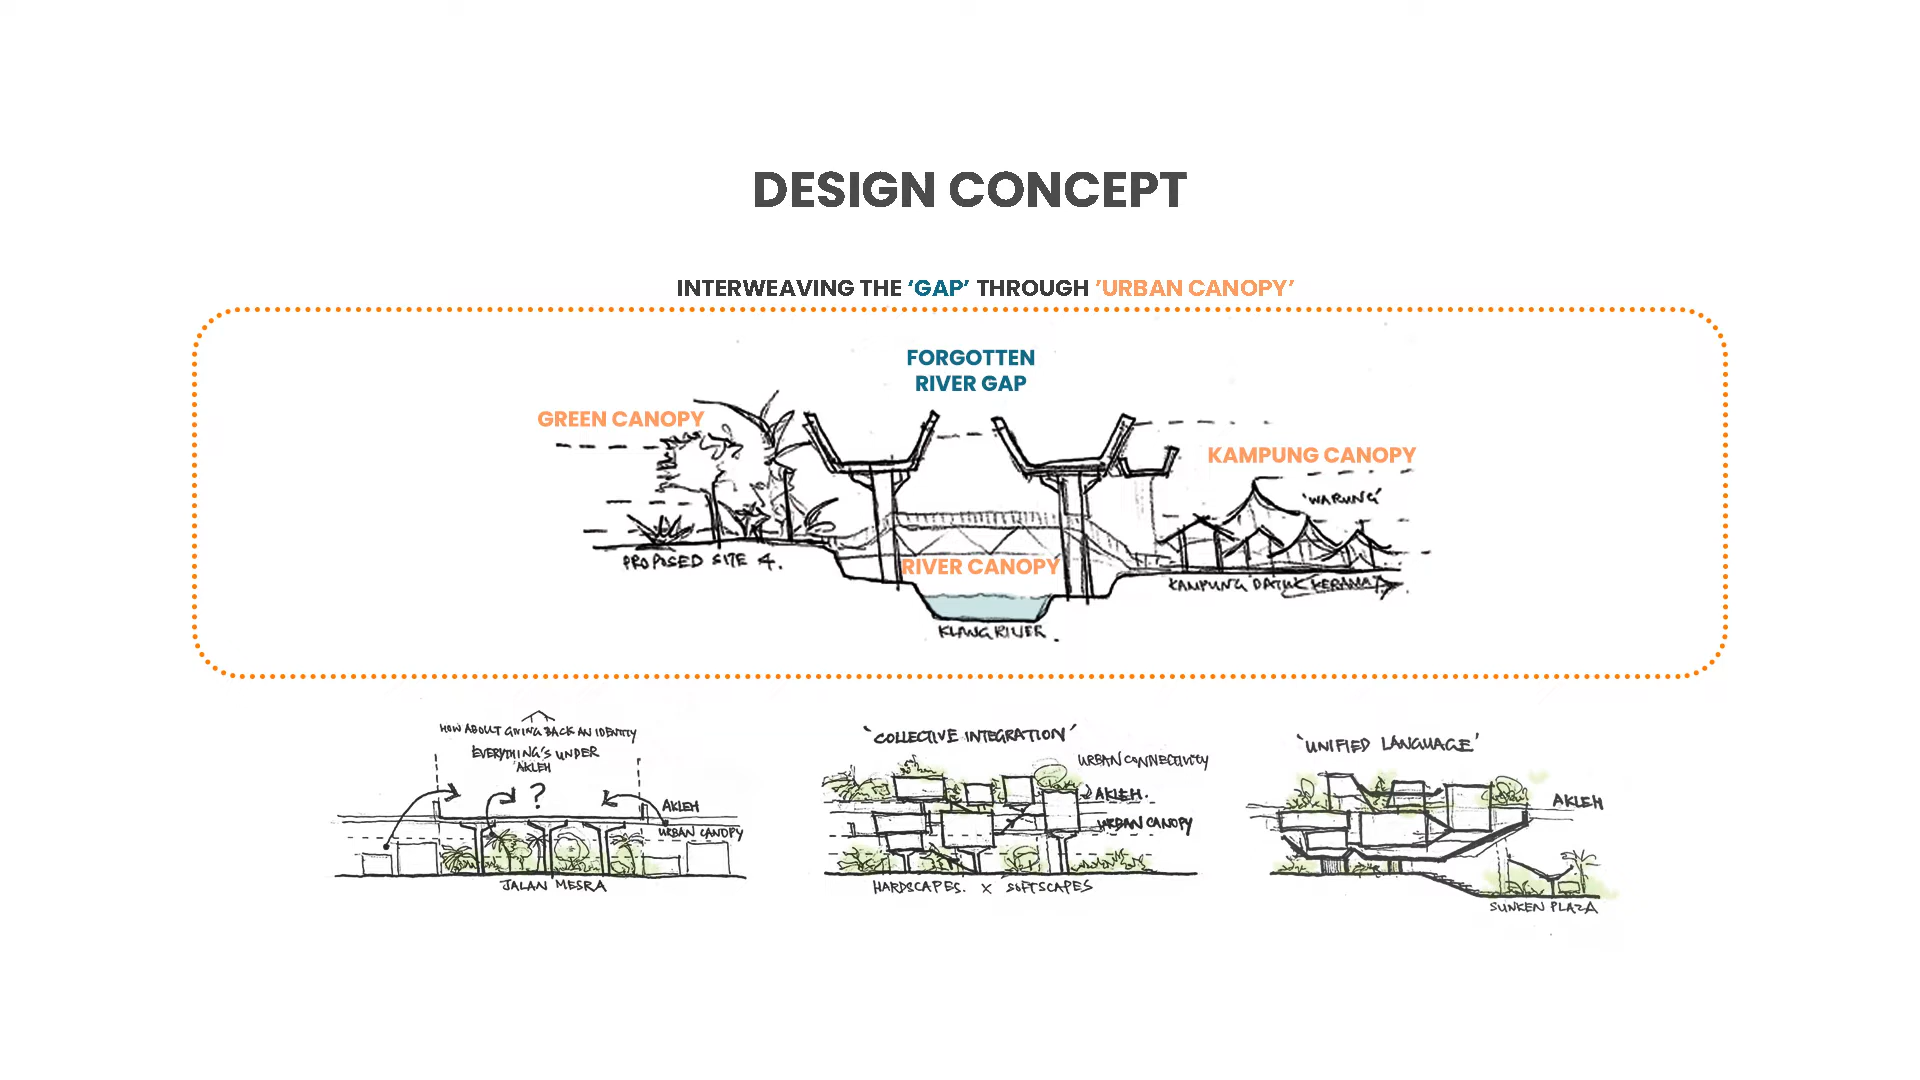 DESIGN CONCEPT
INTERWEAVING THE ‘GAP’ THROUGH ’URBAN CANOPY’
FORGOTTEN
RIVER GAP
GREEN CANOPY
KAMPUNG CANOPY
'WARUNG'
PROPOSED SITE 4.
RIVER CANOPY
KAMPUNG DATUK KERAMAT
KLANG RIVER.
HOW ABOUT GIVING BACK AN IDENTITY
EVERYTHING'S UNDER
AKLEH
?
AKLEH
URBAN CANOPY
JALAN MESRA
'COLLECTIVE INTEGRATION'
URBAN CONNECTIVITY
AKLEH.
URBAN CANOPY
HARDSCAPES. X SOFTSCAPES
'UNIFIED LANGUAGE'
AKLEH
SUNKEN PLAZA